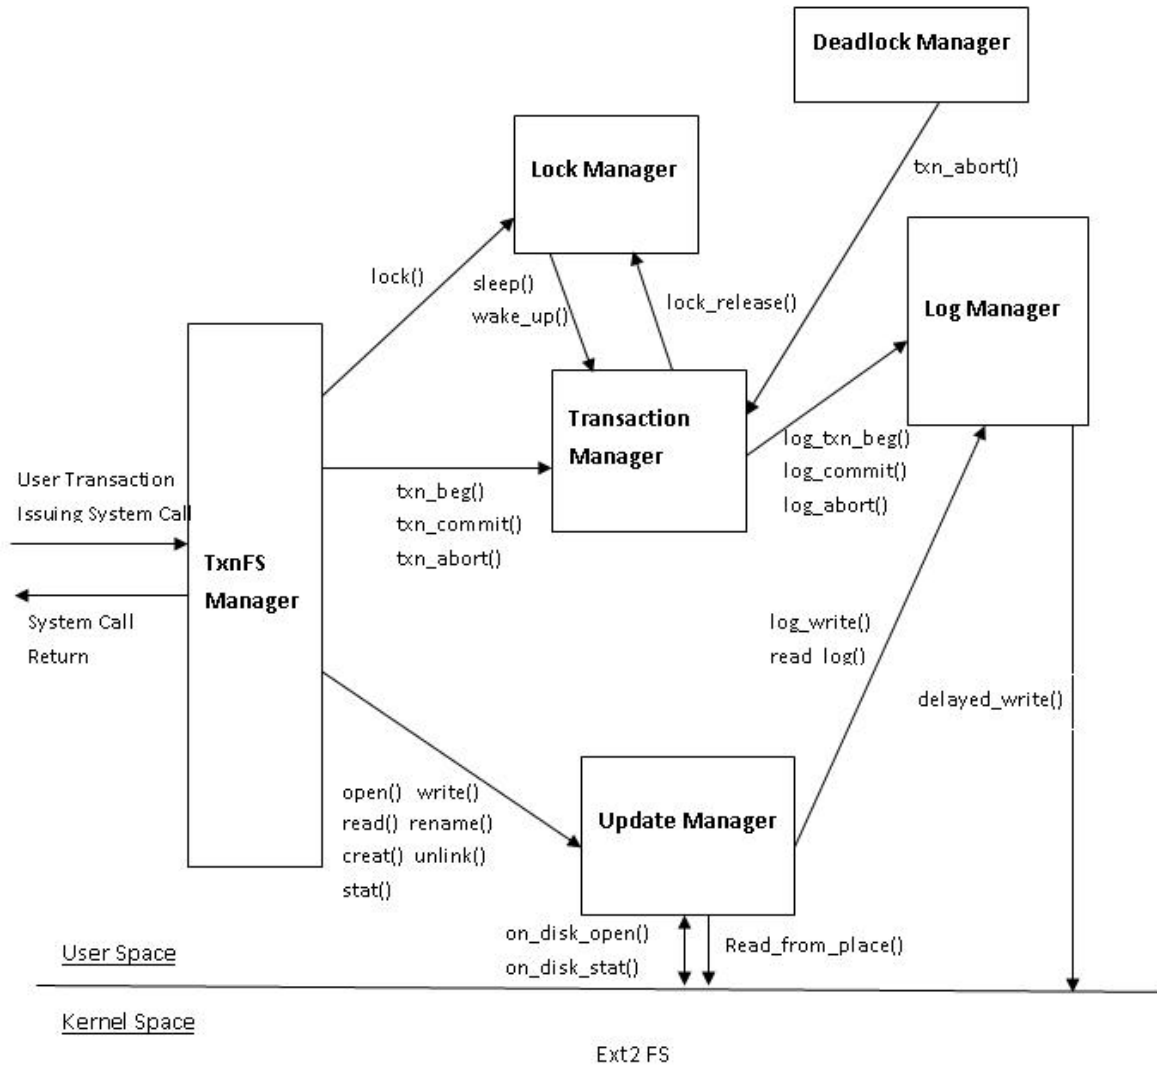 Deadlock Manager
Lock Manager
txn_abort()
lock()
sleep()
wake_up()
lock_release()
Log Manager
Transaction
Manager
log_txn_beg()
log_commit()
log_abort()
User Transaction
Issuing System Call
txn_beg()
txn_commit()
txn_abort()
TxnFS
Manager
System Call
Return
log_write()
read_log()
delayed_write()
open() write()
read() rename()
creat() unlink()
stat()
Update Manager
on_disk_open()
on_disk_stat()
Read_from_place()
User Space
Kernel Space
Ext2 FS